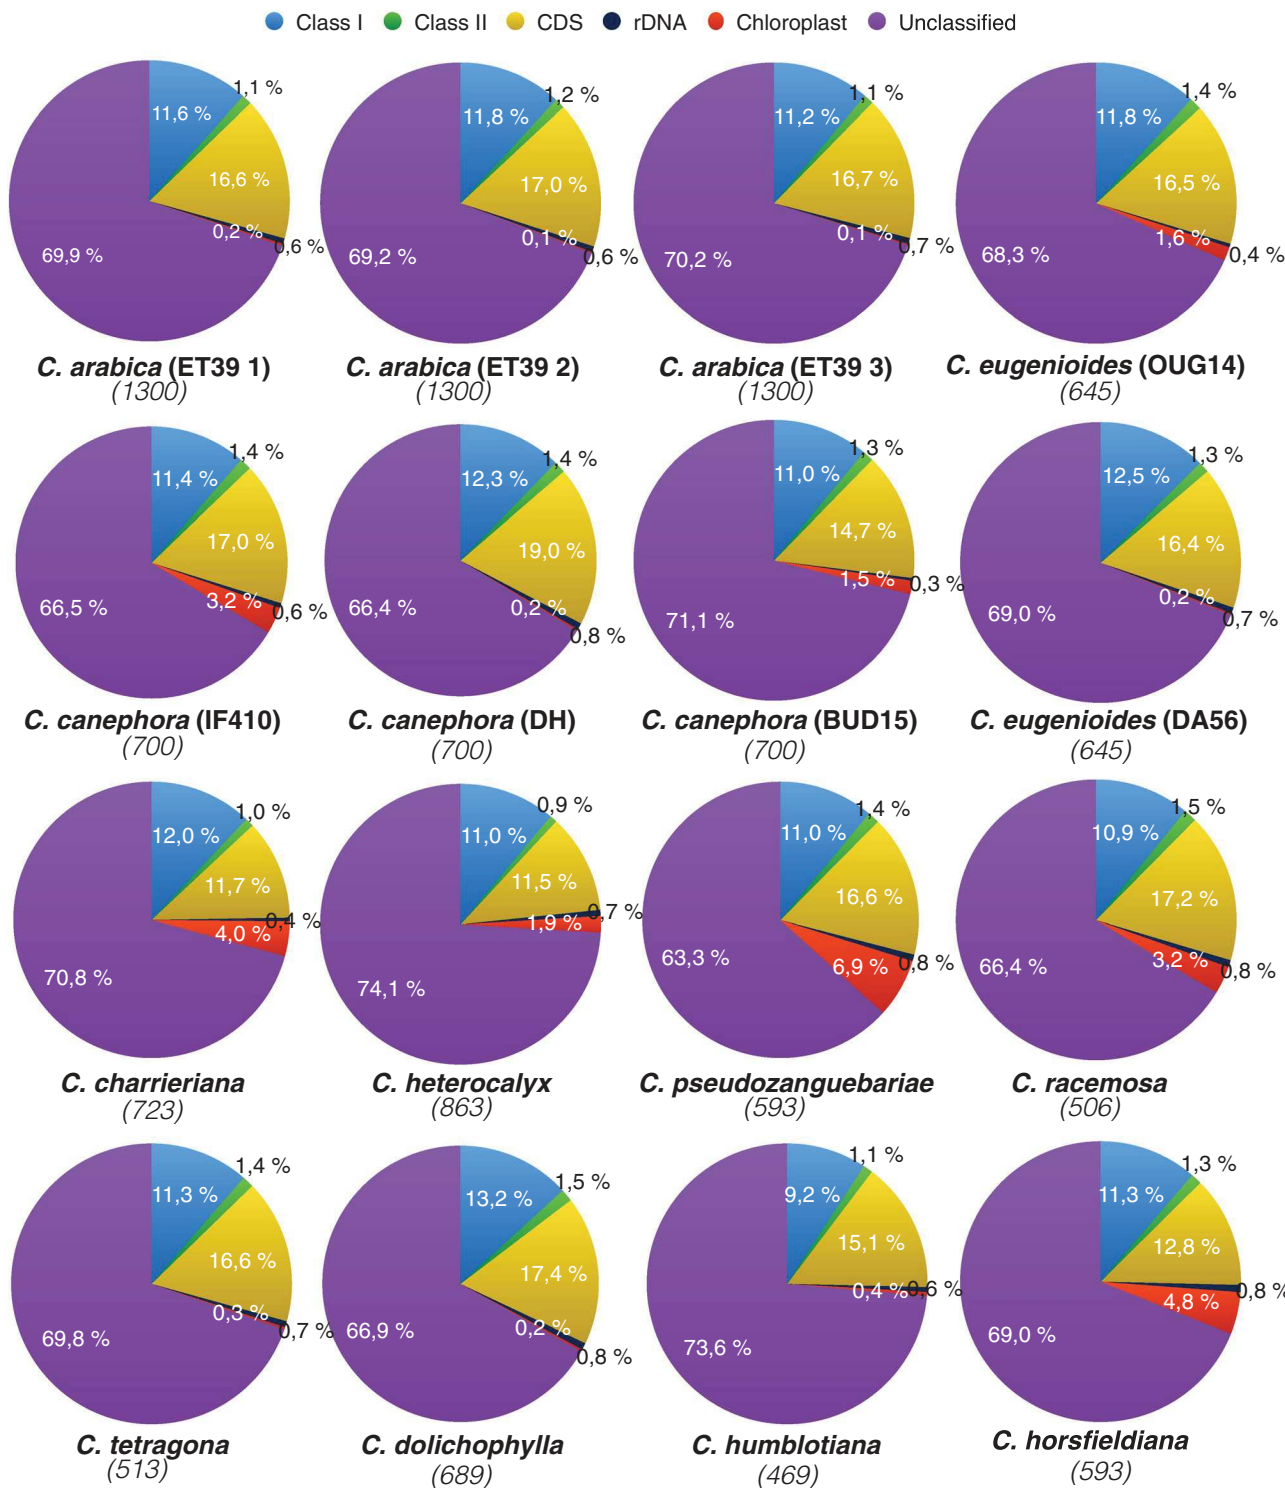 Class I Class II CDS rDNA Chloroplast Unclassified
1,1 % 1,2 % 1,1 % 1,4 %
11,6 % 11,8 % 11,2 % 11,8 %
16,6 % 17,0 % 16,7 % 16,5 %
0,2 % 0,1 % 0,1 % 1,6 %
0,6 % 0,6 % 0,7 % 0,4 %
69,9 % 69,2 % 70,2 % 68,3 %
C. arabica (ET39 1) C. arabica (ET39 2) C. arabica (ET39 3) C. eugenioides (OUG14)
(1300) (1300) (1300) (645)
1,4 % 1,4 % 1,3 % 1,3 %
11,4 % 12,3 % 11,0 % 12,5 %
17,0 % 19,0 % 14,7 % 16,4 %
3,2 % 0,2 % 1,5 % 0,2 %
0,6 % 0,8 % 0,3 % 0,7 %
66,5 % 66,4 % 71,1 % 69,0 %
C. canephora (IF410) C. canephora (DH) C. canephora (BUD15) C. eugenioides (DA56)
(700) (700) (700) (645)
1,0 % 0,9 % 1,4 % 1,5 %
12,0 % 11,0 % 11,0 % 10,9 %
11,7 % 11,5 % 16,6 % 17,2 %
0,4 % 0,7 % 0,8 % 0,8 %
4,0 % 1,9 % 6,9 % 3,2 %
70,8 % 74,1 % 63,3 % 66,4 %
C. charrieriana C. heterocalyx C. pseudozanguebariae C. racemosa
(723) (863) (593) (506)
1,4 % 1,5 % 1,1 % 1,3 %
11,3 % 13,2 % 9,2 % 11,3 %
16,6 % 17,4 % 15,1 % 12,8 %
0,3 % 0,2 % 0,4 % 4,8 %
0,7 % 0,8 % 0,6 % 0,8 %
69,8 % 66,9 % 73,6 % 69,0 %
C. tetragona C. dolichophylla C. humblotiana C. horsfieldiana
(513) (689) (469) (593)